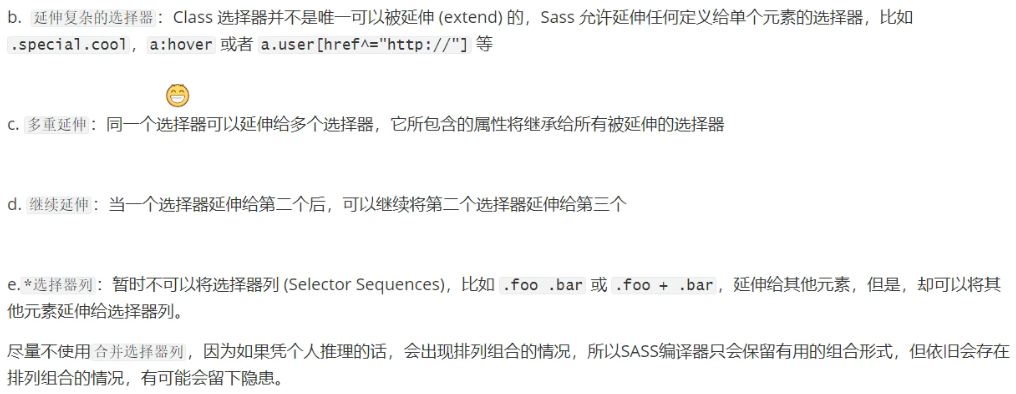 b. 延伸复杂的选择器：Class 选择器并不是唯一可以被延伸 (extend) 的，Sass 允许延伸任何定义给单个元素的选择器，比如
.special.cool，a:hover 或者 a.user[href^="http://"] 等
c. 多重延伸：同一个选择器可以延伸给多个选择器，它所包含的属性将继承给所有被延伸的选择器
d. 继续延伸：当一个选择器延伸给第二个后，可以继续将第二个选择器延伸给第三个
e.*选择器列：暂时不可以将选择器列 (Selector Sequences)，比如 .foo .bar 或 .foo + .bar，延伸给其他元素，但是，却可以将其
他元素延伸给选择器列。
尽量不使用合并选择器列，因为如果凭个人推理的话，会出现排列组合的情况，所以SASS编译器只会保留有用的组合形式，但依旧会存在
排列组合的情况，有可能会留下隐患。